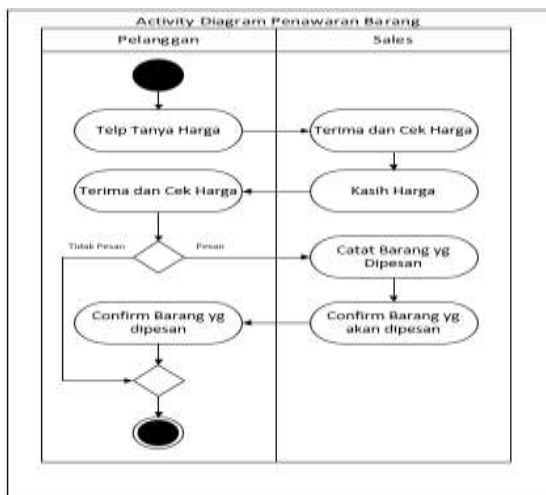 Activity Diagram Penawaran Barang
Pelanggan
Sales
Telp Tanya Harga
Terima dan Cek Harga
Terima dan Cek Harga
Kasih Harga
Tidak Pesan
Pesan
Catat Barang yg
Dipesan
Confirm Barang yg
dipesan
Confirm Barang yg
akan dipesan